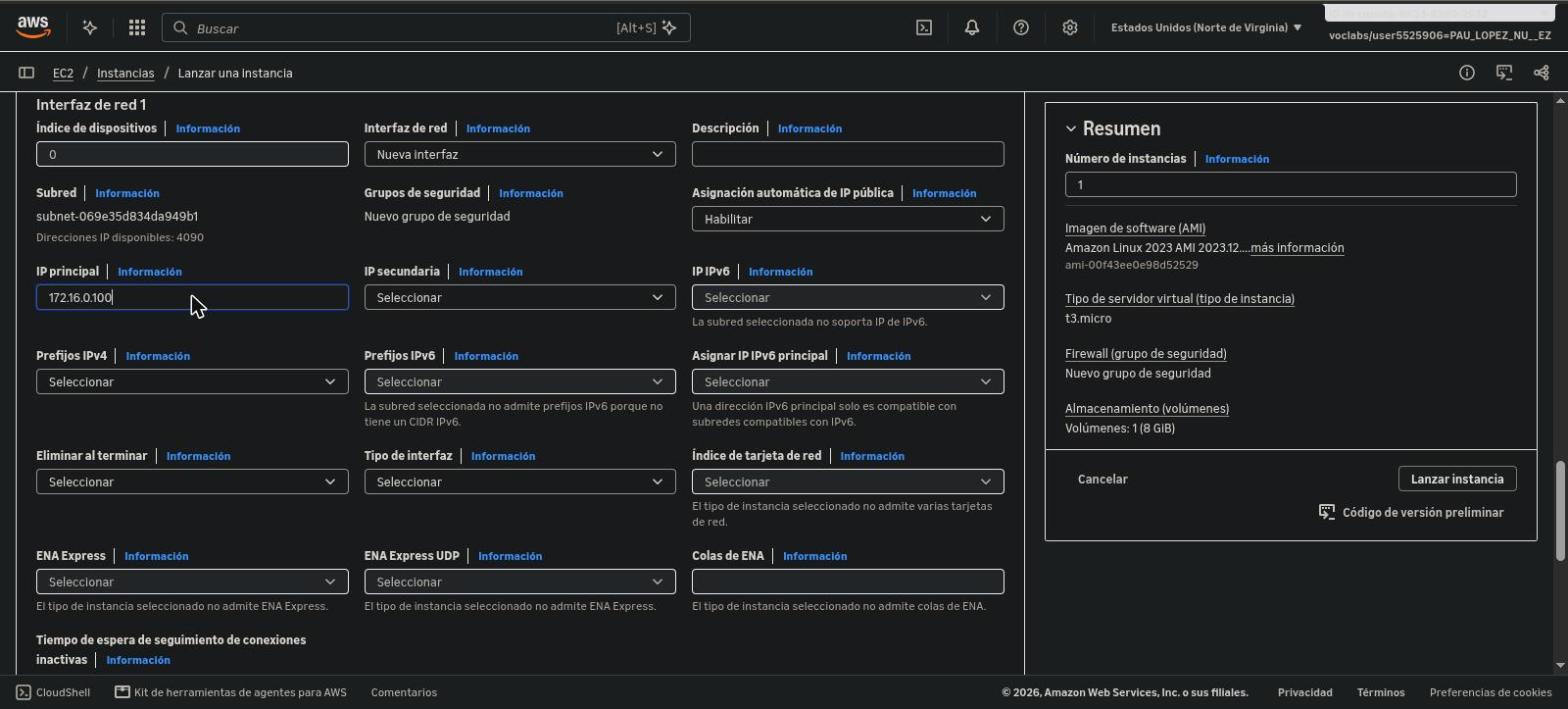 aws
Buscar
[Alt+S]
Estados Unidos (Norte de Virginia)
voclabs/user5525906=PAU_LOPEZ_NU__EZ
EC2 / Instancias / Lanzar una instancia
Interfaz de red 1
Índice de dispositivos | Información
Interfaz de red | Información
Descripción | Información
0
Nueva interfaz
Subred | Información
Grupos de seguridad | Información
Asignación automática de IP pública | Información
subnet-069e35d834da949b1
Nuevo grupo de seguridad
Habilitar
Direcciones IP disponibles: 4090
IP principal | Información
IP secundaria | Información
IP IPv6 | Información
172.16.0.100
Seleccionar
Seleccionar
La subred seleccionada no soporta IP de IPv6.
Prefijos IPv4 | Información
Prefijos IPv6 | Información
Asignar IP IPv6 principal | Información
Seleccionar
Seleccionar
Seleccionar
La subred seleccionada no admite prefijos IPv6 porque no
tiene un CIDR IPv6.
Una dirección IPv6 principal solo es compatible con
subredes compatibles con IPv6.
Eliminar al terminar | Información
Tipo de interfaz | Información
Índice de tarjeta de red | Información
Seleccionar
Seleccionar
Seleccionar
El tipo de instancia seleccionado no admite varias tarjetas
de red.
ENA Express | Información
ENA Express UDP | Información
Colas de ENA | Información
Seleccionar
Seleccionar
El tipo de instancia seleccionado no admite ENA Express.
El tipo de instancia seleccionado no admite ENA Express.
El tipo de instancia seleccionado no admite colas de ENA.
Tiempo de espera de seguimiento de conexiones
inactivas | Información
Resumen
Número de instancias | Información
1
Imagen de software (AMI)
Amazon Linux 2023 AMI 2023.12....más información
ami-00f43ee0e98d52529
Tipo de servidor virtual (tipo de instancia)
t3.micro
Firewall (grupo de seguridad)
Nuevo grupo de seguridad
Almacenamiento (volúmenes)
Volúmenes: 1 (8 GIB)
Cancelar
Lanzar instancia
Código de versión preliminar
CloudShell
Kit de herramientas de agentes para AWS
Comentarios
© 2026, Amazon Web Services, Inc. o sus filiales.
Privacidad
Términos
Preferencias de cookies